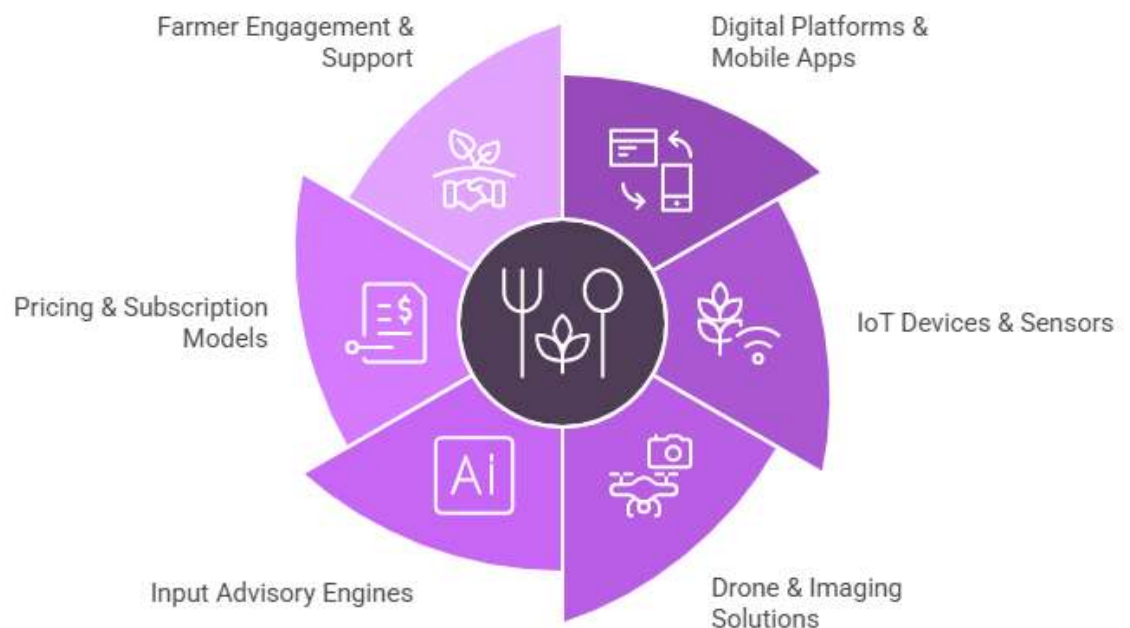 Farmer Engagement &
Support
Digital Platforms &
Mobile Apps
Pricing & Subscription
Models
$
IoT Devices & Sensors
Ai
Input Advisory Engines
Drone & Imaging
Solutions